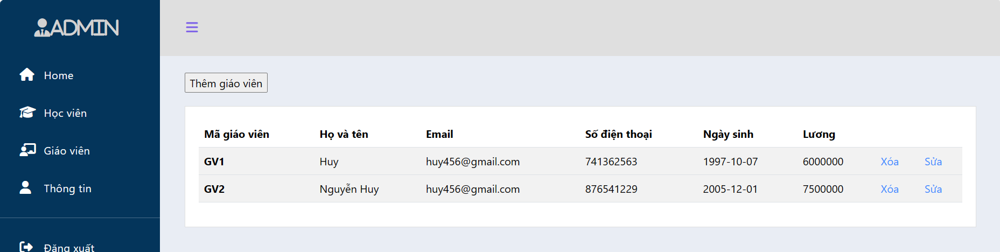 ADMIN
Home
Học viên
Giáo viên
Thông tin
Đăng xuất
Thêm giáo viên
Mã giáo viên Họ và tên Email Số điện thoại Ngày sinh Lương
GV1 Huy huy456@gmail.com 741362563 1997-10-07 6000000 Xóa Sửa
GV2 Nguyễn Huy huy456@gmail.com 876541229 2005-12-01 7500000 Xóa Sửa